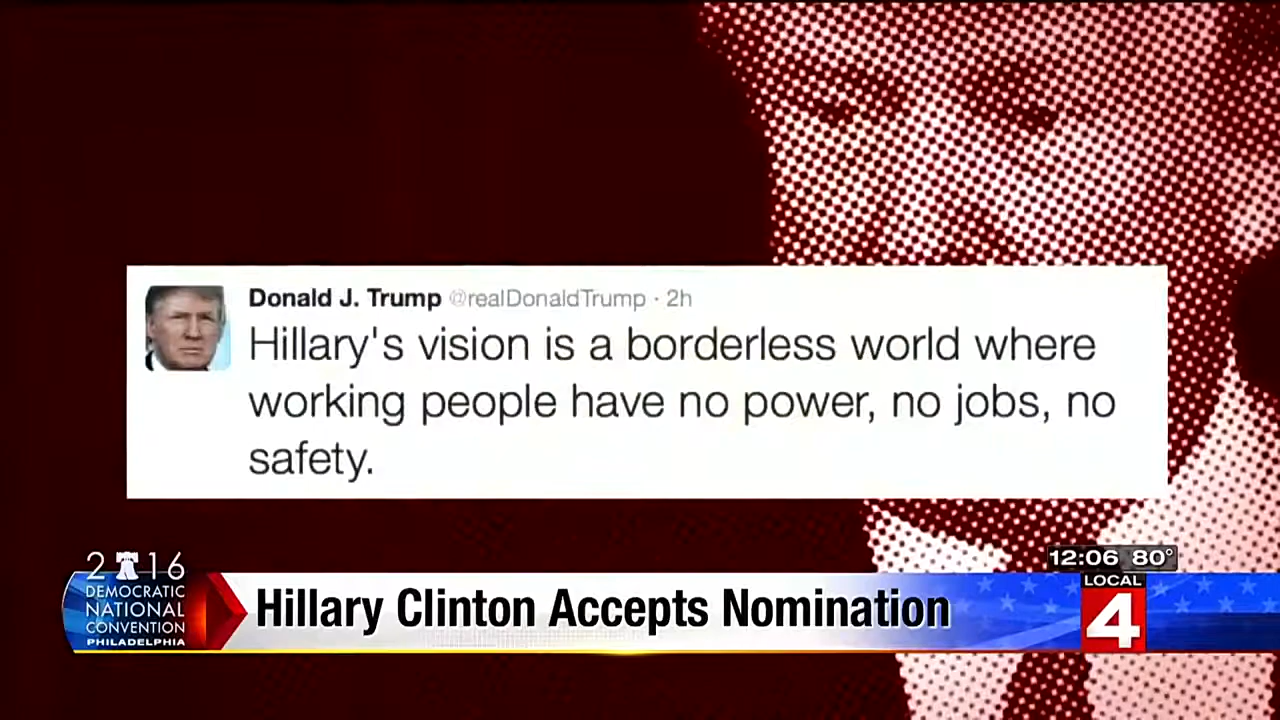 Donald J. Trump @realDonaldTrump · 2h
Hillary's vision is a borderless world where
working people have no power, no jobs, no
safety.
2016
DEMOCRATIC
NATIONAL
CONVENTION
PHILADELPHIA
Hillary Clinton Accepts Nomination
12:06 80°
LOCAL
4